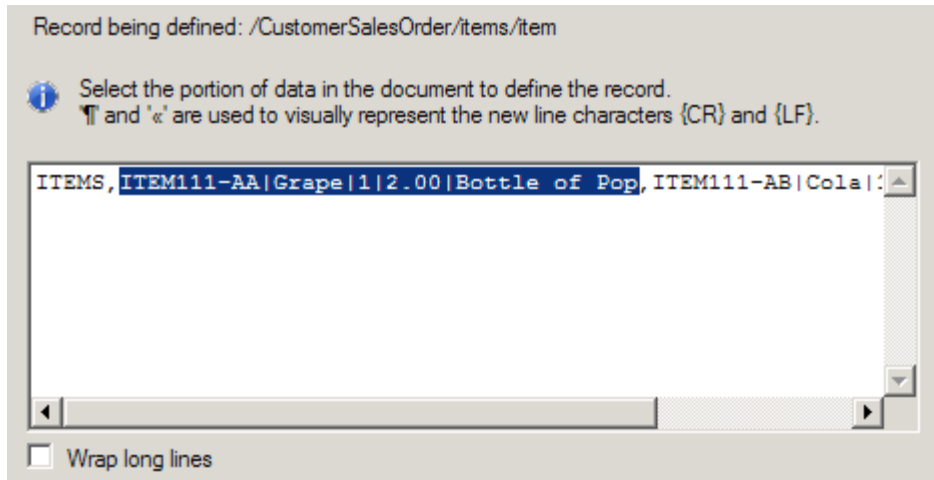 Record being defined: /CustomerSalesOrder/items/item
Select the portion of data in the document to define the record.
'¶' and '«' are used to visually represent the new line characters {CR} and {LF}.
ITEMS,ITEM111-AA|Grape|1|2.00|Bottle of Pop,ITEM111-AB|Cola|
Wrap long lines